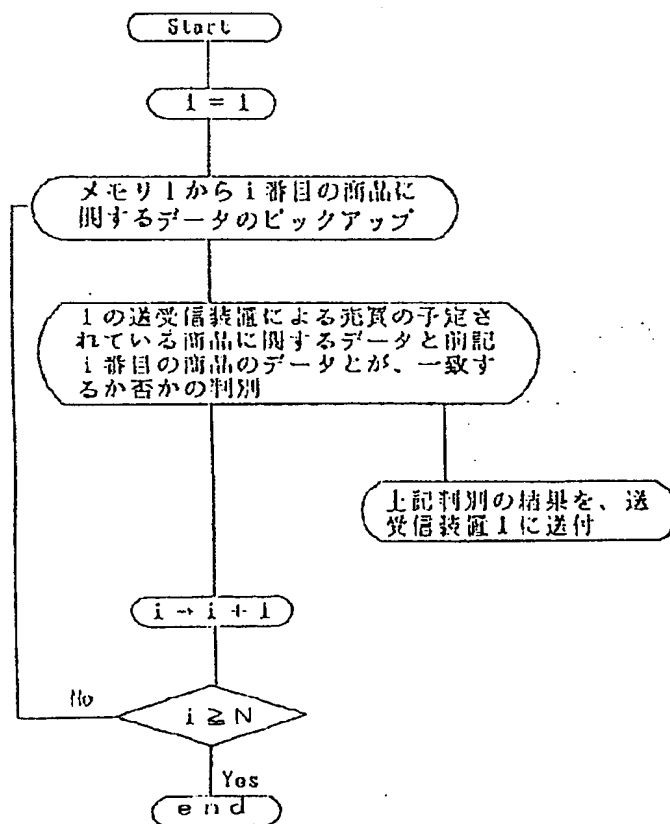 Start
i = 1
メモリ1からi番目の商品に
関するデータのピックアップ
1の送受信装置による売買の予定さ
れている商品に関するデータと前記
i番目の商品のデータとが、一致す
るか否かの判別
上記判別の結果を、送
受信装置1に送付
i → i + 1
No
i ≧ N
Yes
end